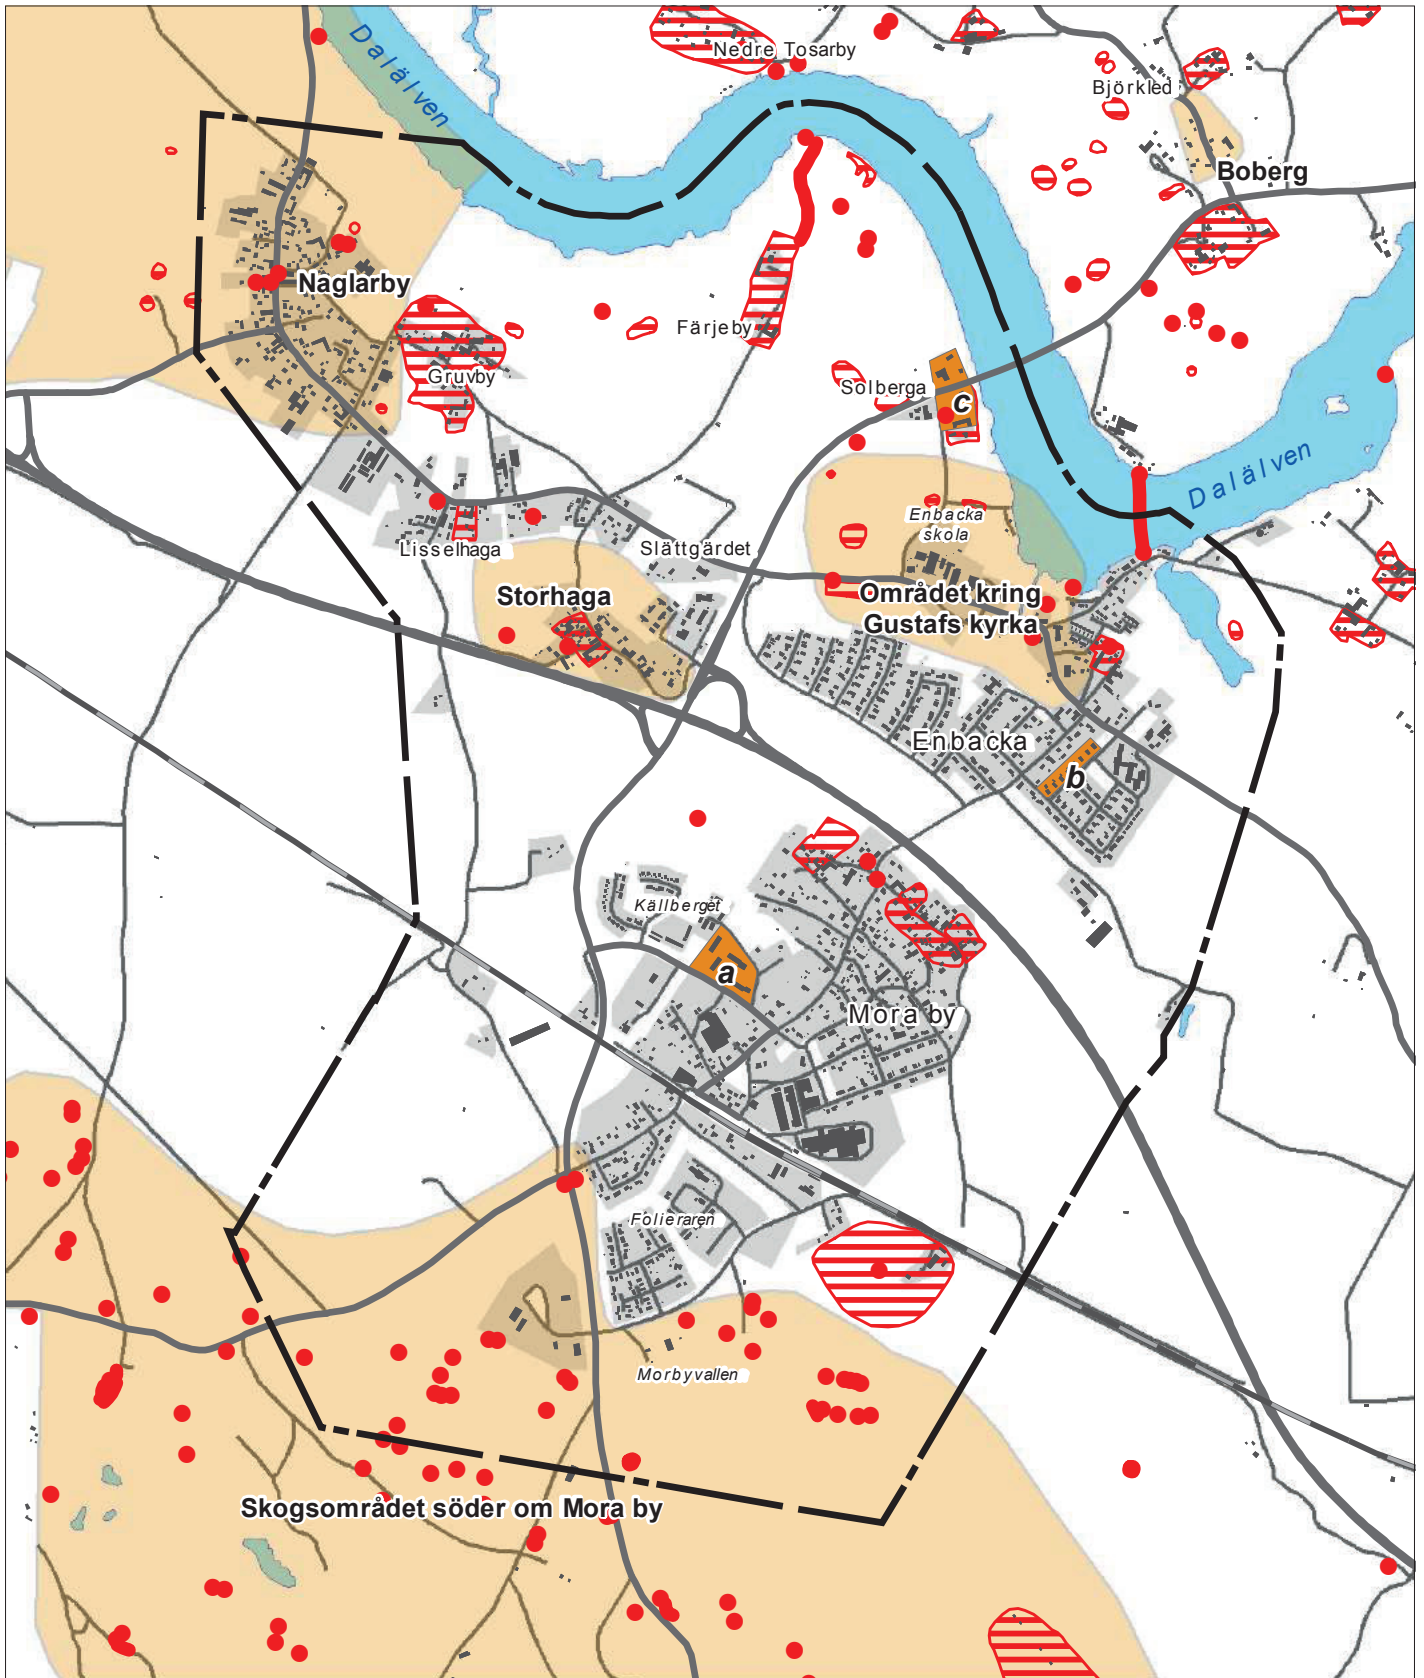 Dalälven
Nedre Tosarby
Björkled
Boberg
Naglarby
Färjeby
Gruvby
Solberga
c
Dalälven
Enbacka
skola
Lisselhaga
Slättgärdet
Storhaga
Området kring
Gustafs kyrka
Enbacka
b
Källberget
a
Mora by
Folieraren
Morbyvallen
Skogsområdet söder om Mora by